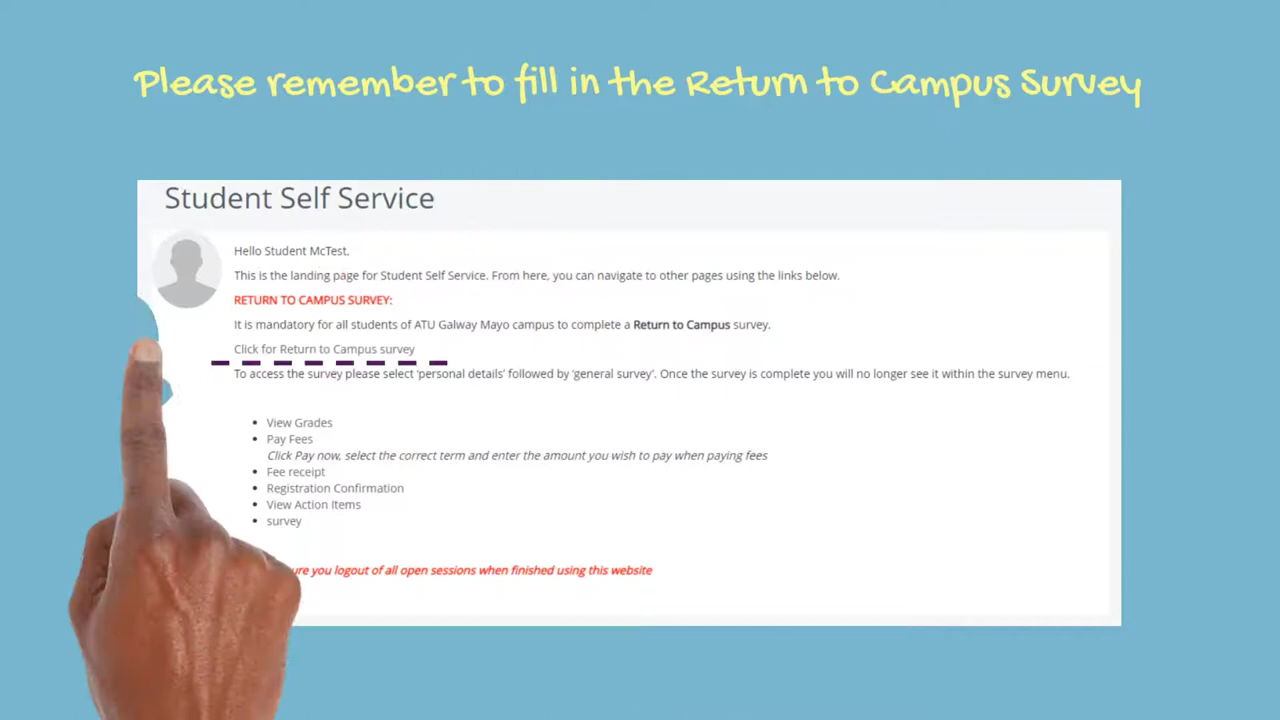 Please remember to fill in the Return to Campus Survey
Student Self Service
Hello Student McTest,
This is the landing page for Student Self Service. From here, you can navigate to other pages using the links below.
RETURN TO CAMPUS SURVEY:
It is mandatory for all students of ATU Galway Mayo campus to complete a Return to Campus survey.
Click for Return to Campus survey
To access the survey please select 'personal details' followed by 'general survey'. Once the survey is complete you will no longer see it within the survey menu.
• View Grades
• Pay Fees
Click Pay now, select the correct term and enter the amount you wish to pay when paying fees
• Fee receipt
• Registration Confirmation
• View Action Items
• survey
you logout of all open sessions when finished using this website